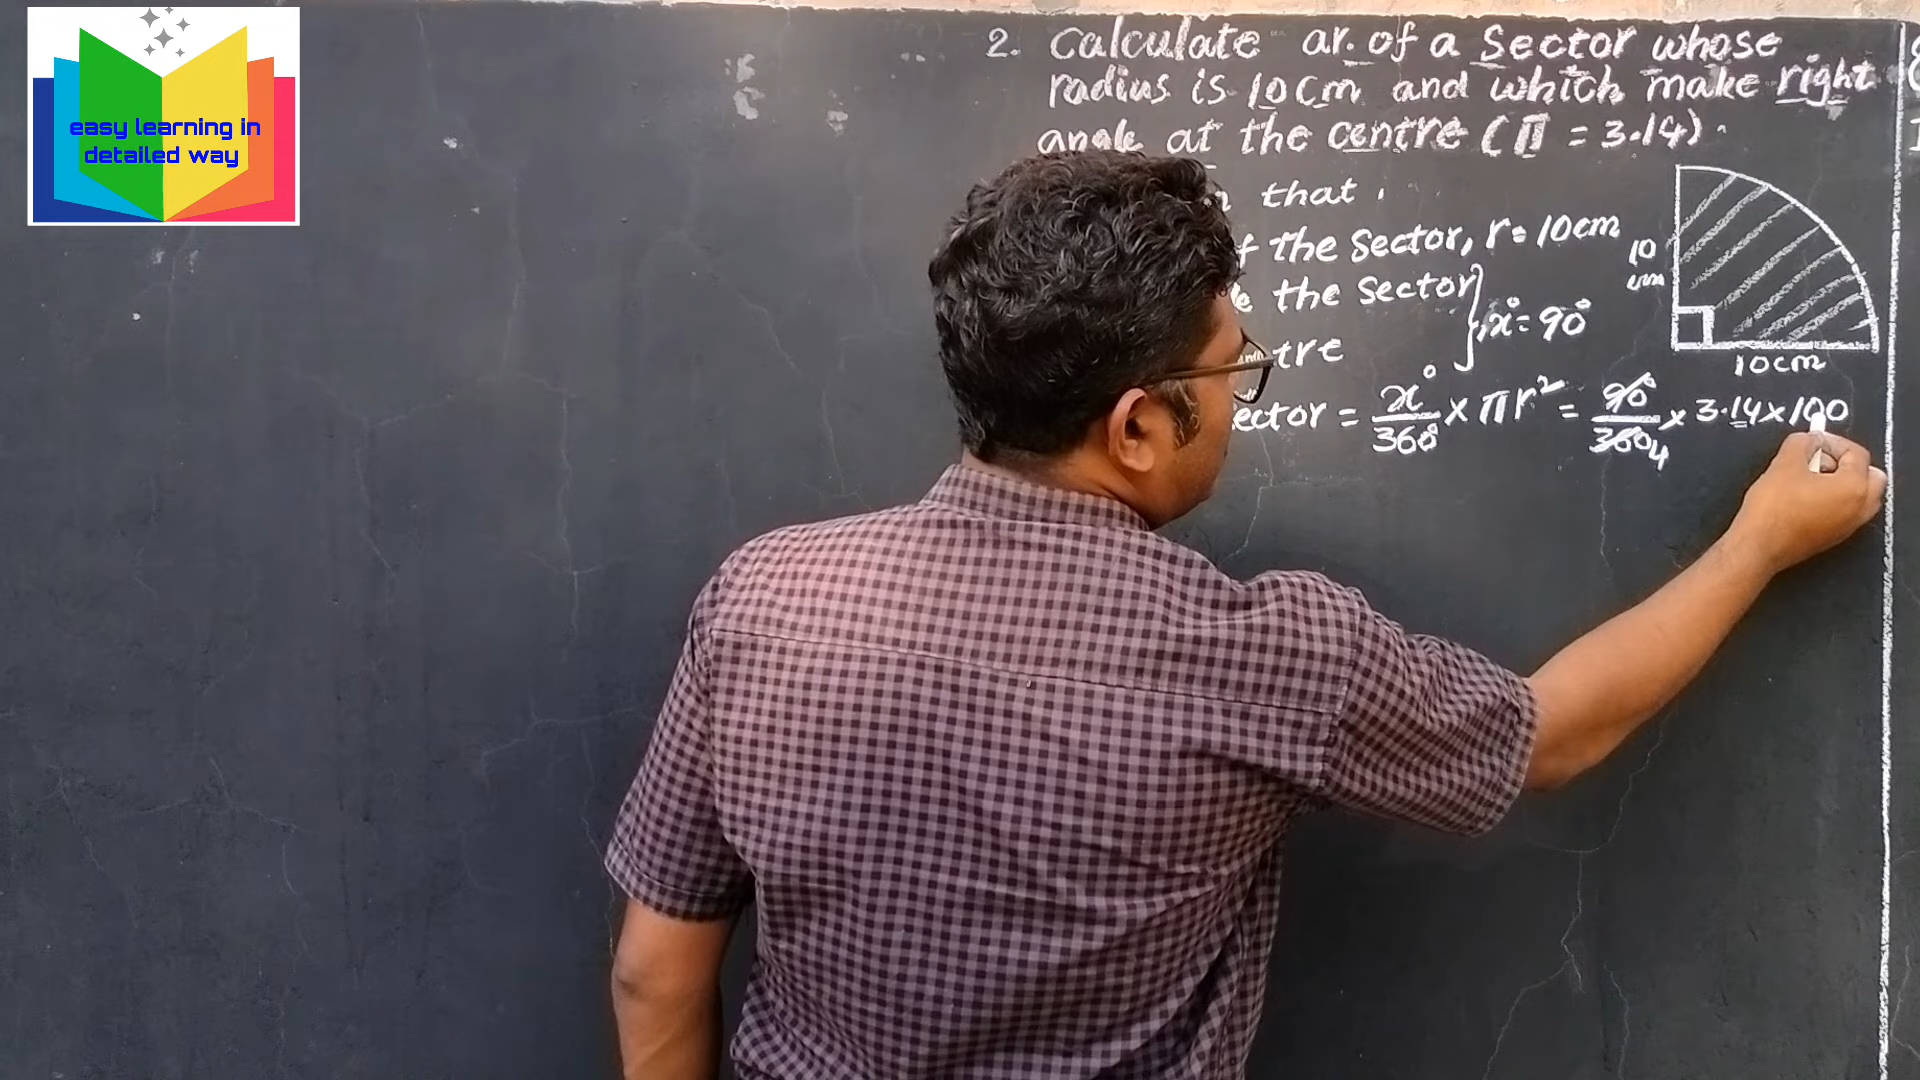 easy learning in
detailed way
2. Calculate ar. of a Sector whose
radius is 10cm and which make right
angle at the centre (π = 3.14).
that.
the Sector, r = 10cm
the Sector
x° = 90°
10
cm
10cm
ector = x°/360° × πr² = 90°/360 4 × 3.14 × 100